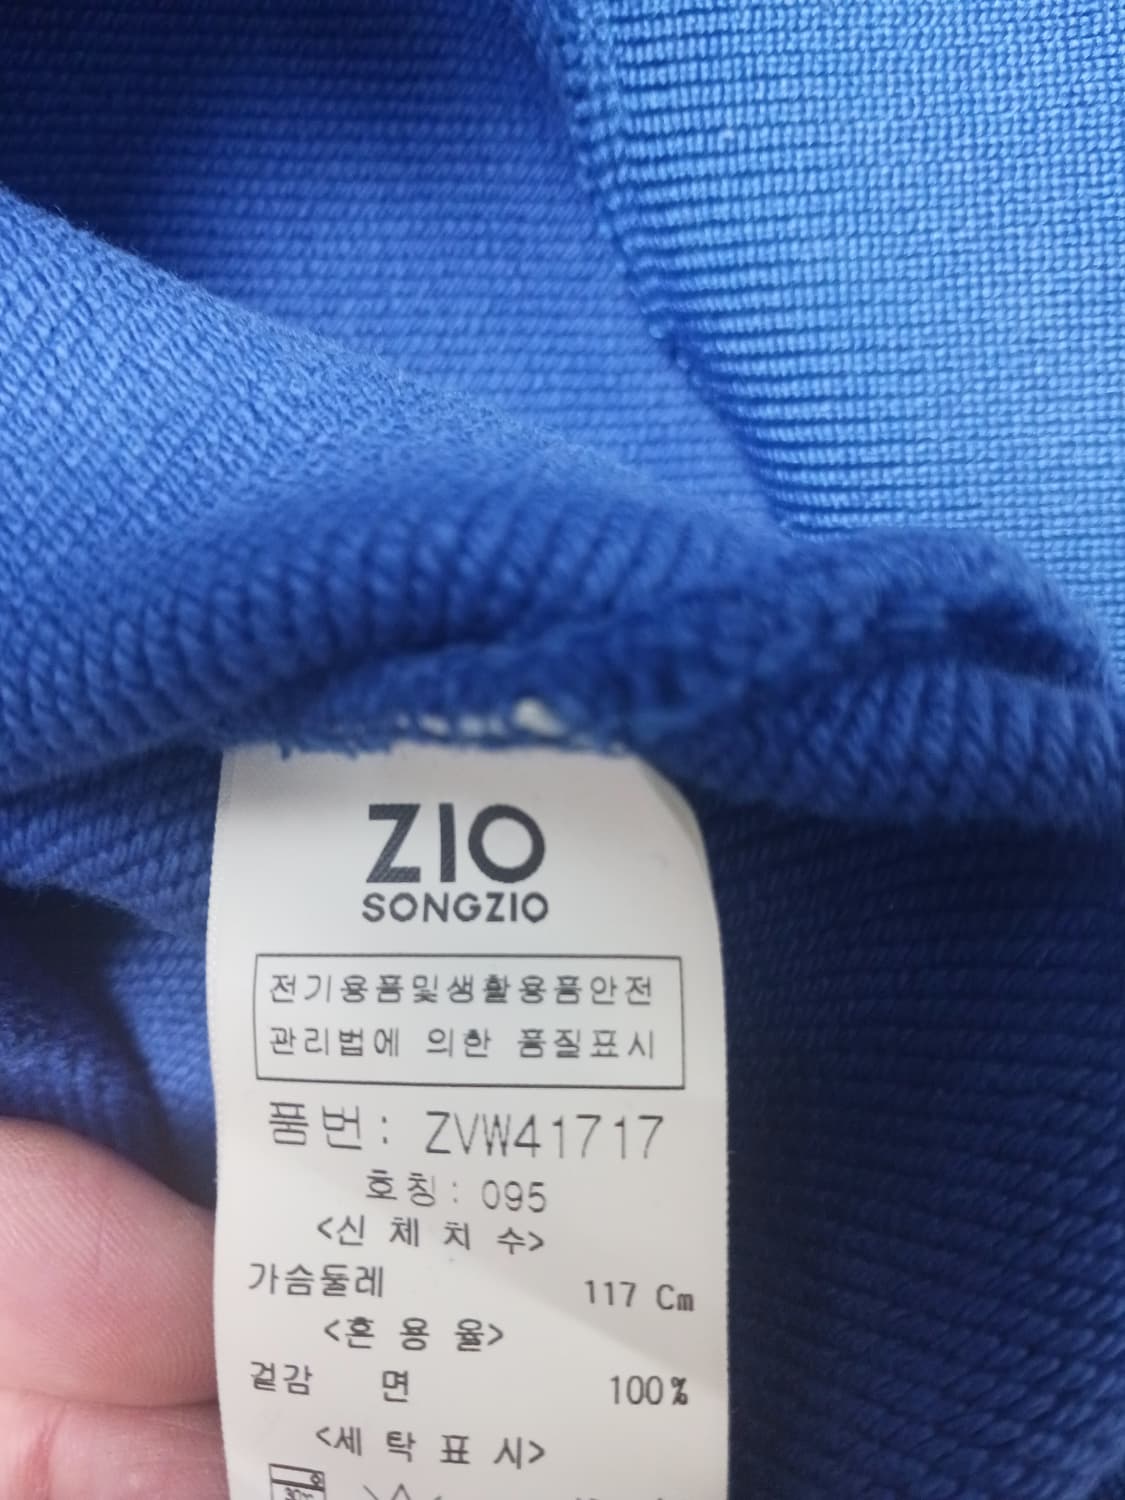 ZIO
SONGZIO
전기용품및생활용품안전
관리법에 의한 품질표시
품번: ZVW41717
호칭: 095
<신 체 치 수>
가슴둘레 117 Cm
<혼 용 율>
겉감 면 100%
<세 탁 표 시>